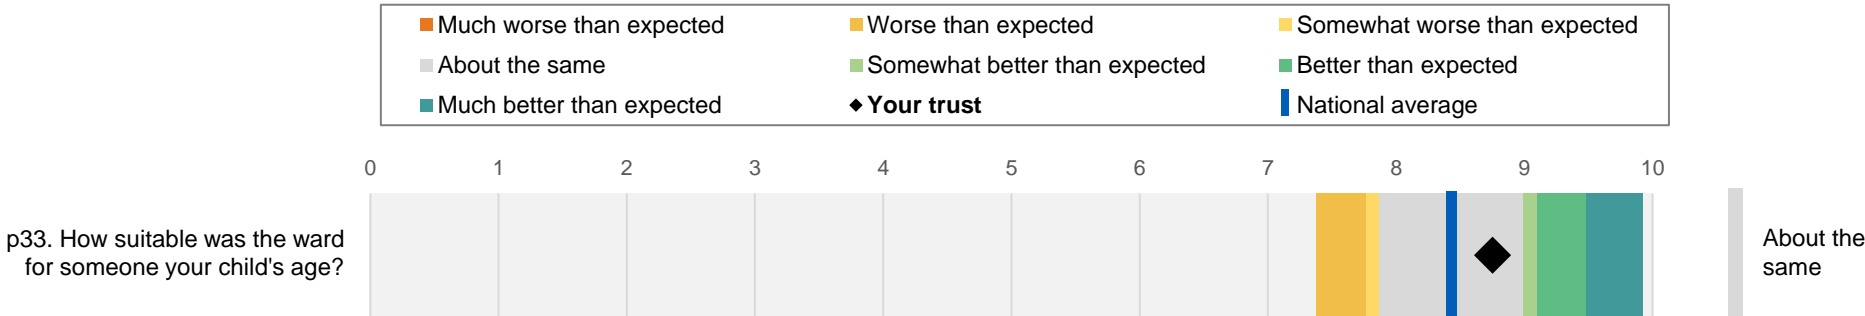 Much worse than expected Worse than expected Somewhat worse than expected
About the same Somewhat better than expected Better than expected
Much better than expected Your trust National average
0 1 2 3 4 5 6 7 8 9 10
p33. How suitable was the ward
for someone your child's age?
About the
same